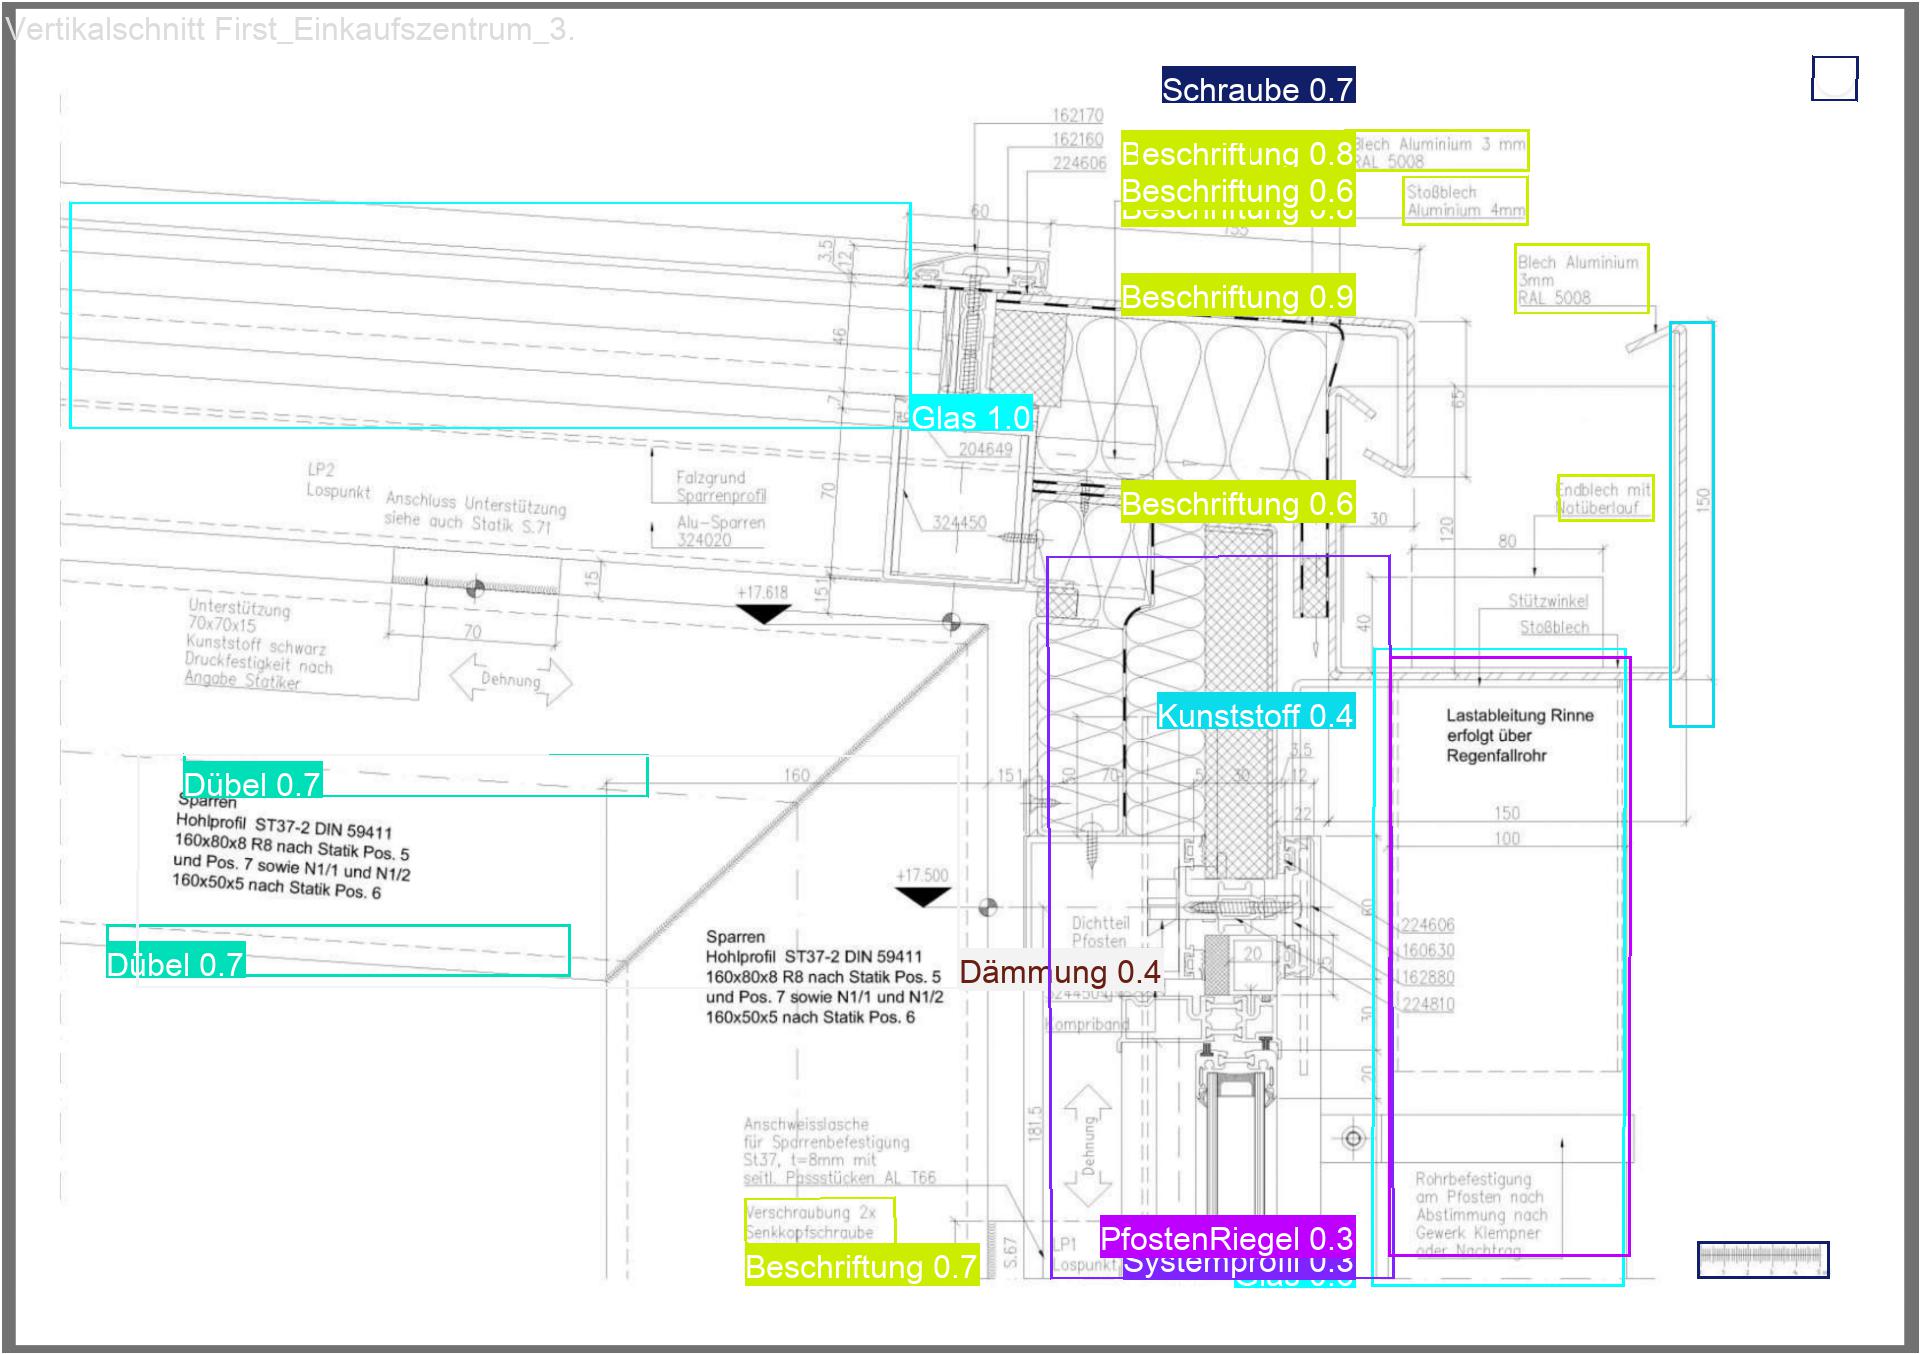 Vertikalschnitt First_Einkaufszentrum_3.
Schraube 0.7
162170
162160
224606
Beschriftung 0.8
Blech Aluminium 3 mm
RAL 5008
Beschriftung 0.6
Beschriftung 0.8
Stoßblech
Aluminium 4mm
60
155
3,5
12
Blech Aluminium
3mm
RAL 5008
Beschriftung 0.9
46
7
65
Glas 1.0
204649
LP2
Lospunkt
Anschluss Unterstützung
siehe auch Statik S.71
Falzgrund
Sparrenprofil
70
Alu-Sparren
324020
324450
Beschriftung 0.6
30
120
150
Endblech mit
Notüberlauf
80
15
15
+17.618
Unterstützung
70x70x15
Kunststoff schwarz
Druckfestigkeit nach
Angabe Statiker
70
Dehnung
40
Stützwinkel
Stoßblech
Kunststoff 0.4
Lastableitung Rinne
erfolgt über
Regenfallrohr
Dübel 0.7
160
15
70
5
30
3,5
12
22
150
100
Sparren
Hohlprofil ST37-2 DIN 59411
160x80x8 R8 nach Statik Pos. 5
und Pos. 7 sowie N1/1 und N1/2
160x50x5 nach Statik Pos. 6
+17.500
Dichtteil
Pfosten
60
224606
160630
162880
224810
Dübel 0.7
Sparren
Hohlprofil ST37-2 DIN 59411
160x80x8 R8 nach Statik Pos. 5
und Pos. 7 sowie N1/1 und N1/2
160x50x5 nach Statik Pos. 6
Dämmung 0.4
20
25
Kompriband
30
20
Anschweisslasche
für Sparrenbefestigung
St37, t=8mm mit
seitl. Passstücken AL T66
181.5
Dehnung
Rohrbefestigung
am Pfosten nach
Abstimmung nach
Gewerk Klempner
oder Nachtrag
Verschraubung 2x
Senkkopfschraube
Beschriftung 0.7
S.67
LP1
Lospunkt
PfostenRiegel 0.3
Systemprofil 0.3